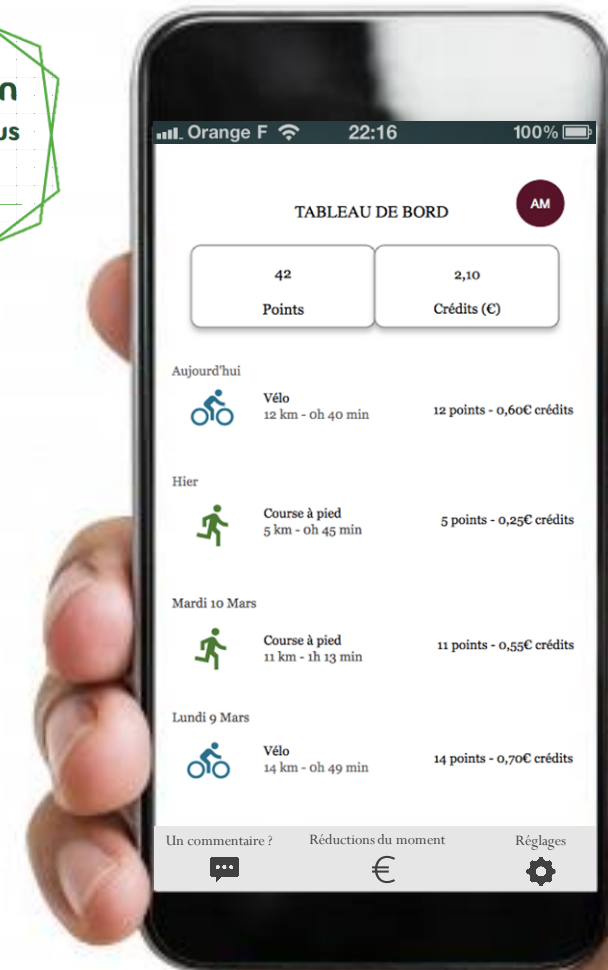 n
us
Orange F 22:16 100%
TABLEAU DE BORD
AM
42
Points
2,10
Crédits (€)
Aujourd'hui
Vélo
12 km - 0h 40 min
12 points - 0,60€ crédits
Hier
Course à pied
5 km - 0h 45 min
5 points - 0,25€ crédits
Mardi 10 Mars
Course à pied
11 km - 1h 13 min
11 points - 0,55€ crédits
Lundi 9 Mars
Vélo
14 km - 0h 49 min
14 points - 0,70€ crédits
Un commentaire ?
Réductions du moment
€
Réglages